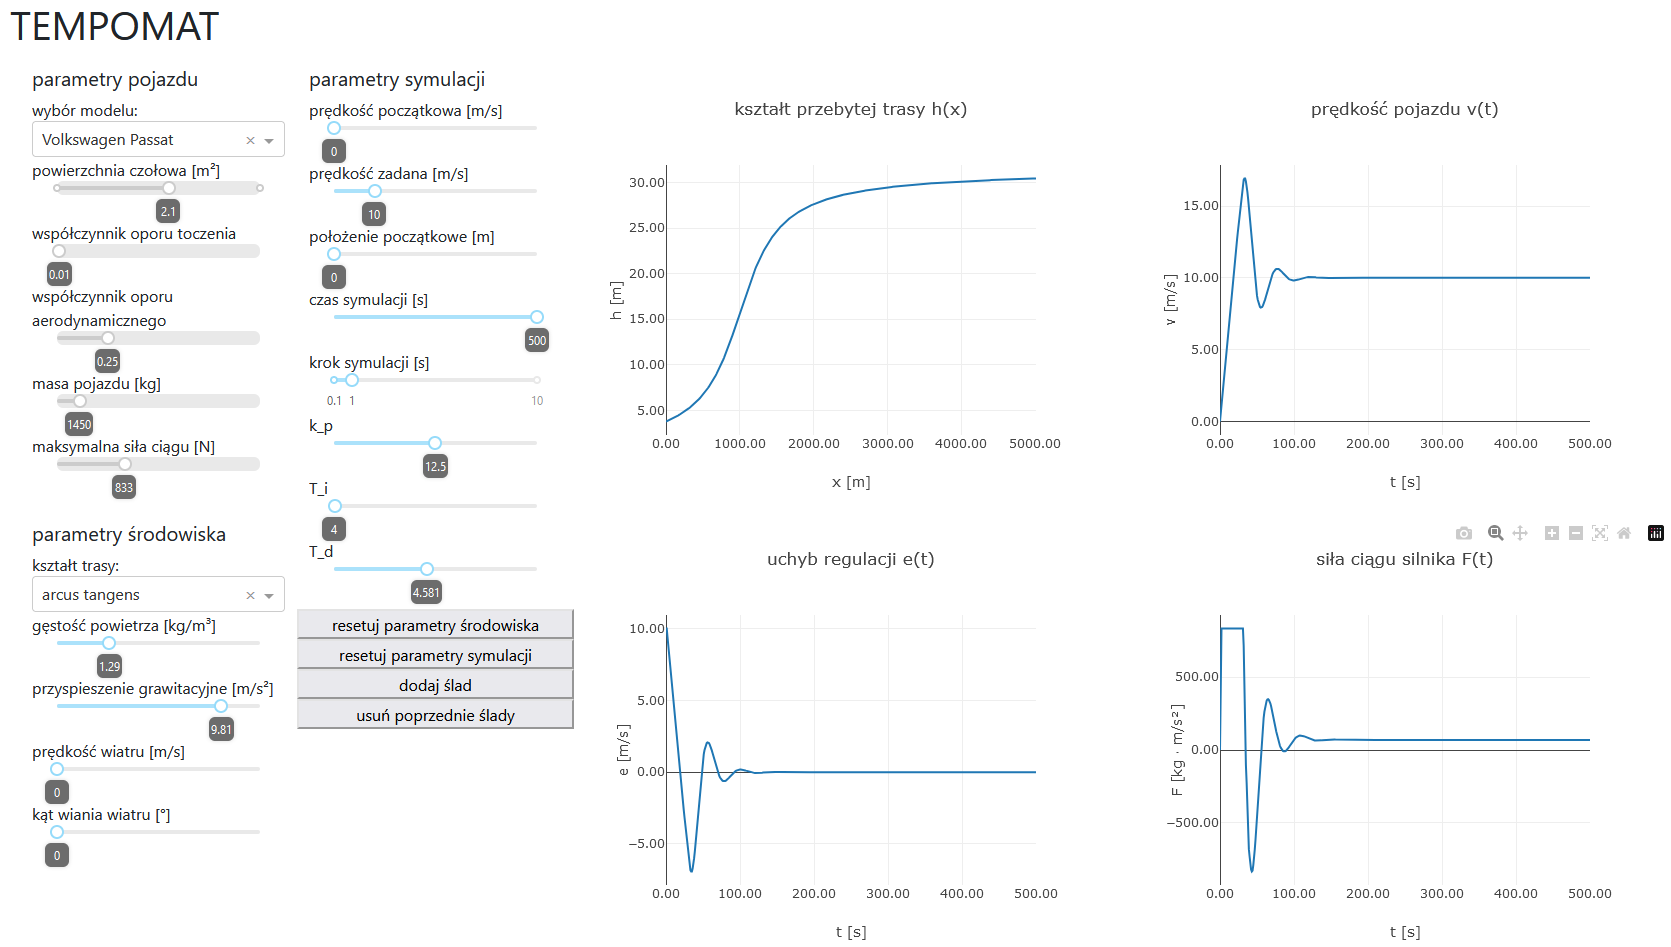 TEMPOMAT
parametry pojazdu
wybór modelu:
Volkswagen Passat
powierzchnia czołowa [m²]
2.1
współczynnik oporu toczenia
0.01
współczynnik oporu
aerodynamicznego
0.25
masa pojazdu [kg]
1450
maksymalna siła ciągu [N]
833
parametry środowiska
kształt trasy:
arcus tangens
gęstość powietrza [kg/m³]
1.29
przyspieszenie grawitacyjne [m/s²]
9.81
prędkość wiatru [m/s]
0
kąt wiania wiatru [°]
0
parametry symulacji
prędkość początkowa [m/s]
0
prędkość zadana [m/s]
10
położenie początkowe [m]
0
czas symulacji [s]
500
krok symulacji [s]
0.1 1 10
k_p
12.5
T_i
4
T_d
4.581
resetuj parametry środowiska
resetuj parametry symulacji
dodaj ślad
usuń poprzednie ślady
kształt przebytej trasy h(x)
h [m]
30.00
25.00
20.00
15.00
10.00
5.00
0.00 1000.00 2000.00 3000.00 4000.00 5000.00
x [m]
prędkość pojazdu v(t)
v [m/s]
15.00
10.00
5.00
0.00
0.00 100.00 200.00 300.00 400.00 500.00
t [s]
uchyb regulacji e(t)
e [m/s]
10.00
5.00
0.00
−5.00
0.00 100.00 200.00 300.00 400.00 500.00
t [s]
siła ciągu silnika F(t)
F [kg · m/s²]
500.00
0.00
−500.00
0.00 100.00 200.00 300.00 400.00 500.00
t [s]